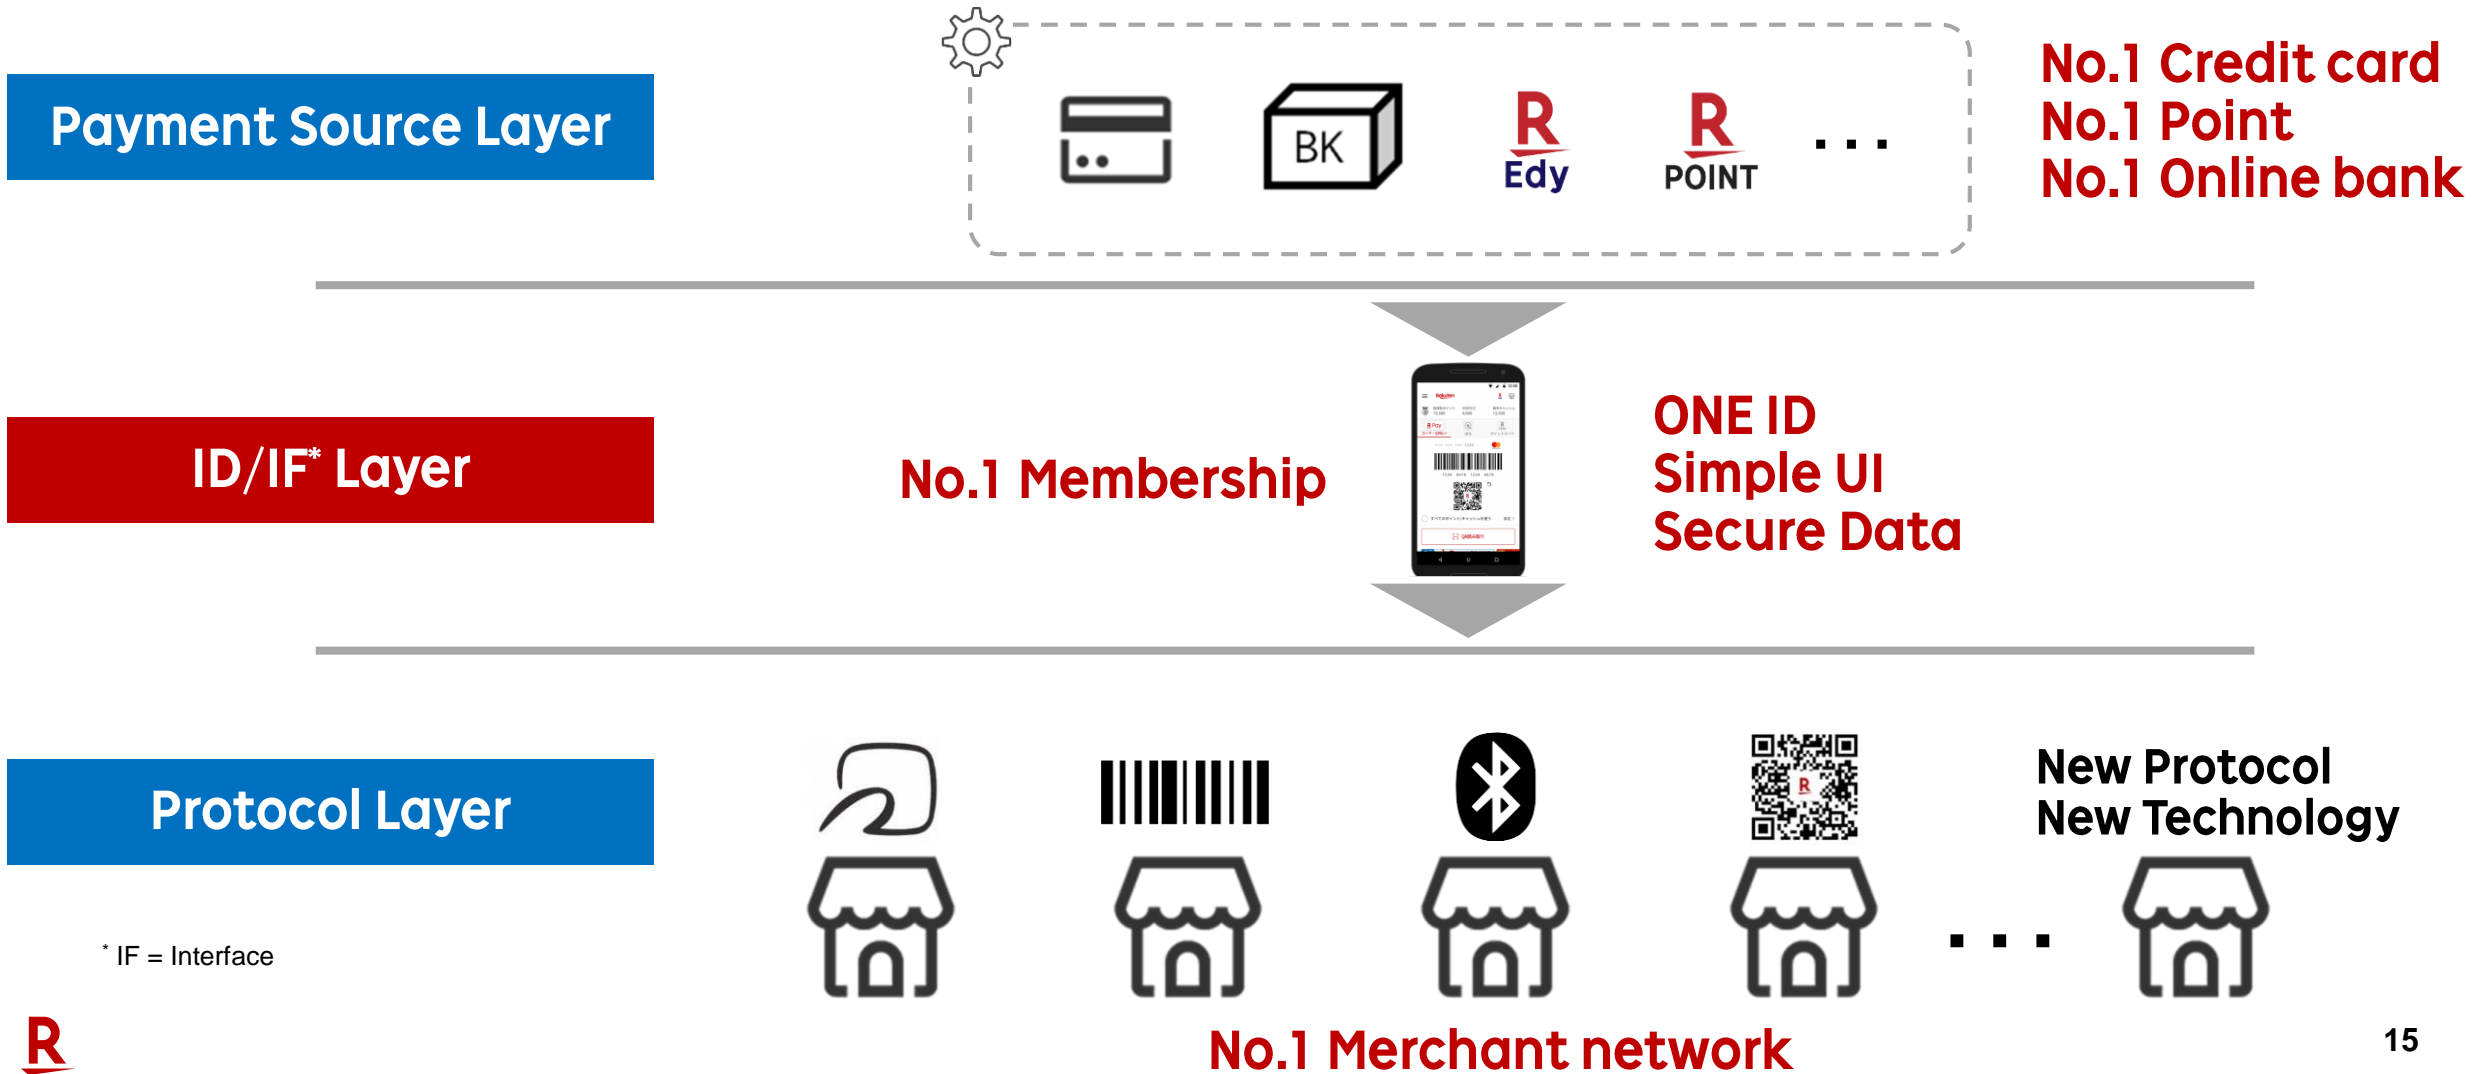 Payment Source Layer
BK
R
Edy
R
POINT
...
No.1 Credit card
No.1 Point
No.1 Online bank
ID/IF* Layer
No.1 Membership
Rakuten
R Pay
ONE ID
Simple UI
Secure Data
Protocol Layer
R
New Protocol
New Technology
...
* IF = Interface
No.1 Merchant network
R
15